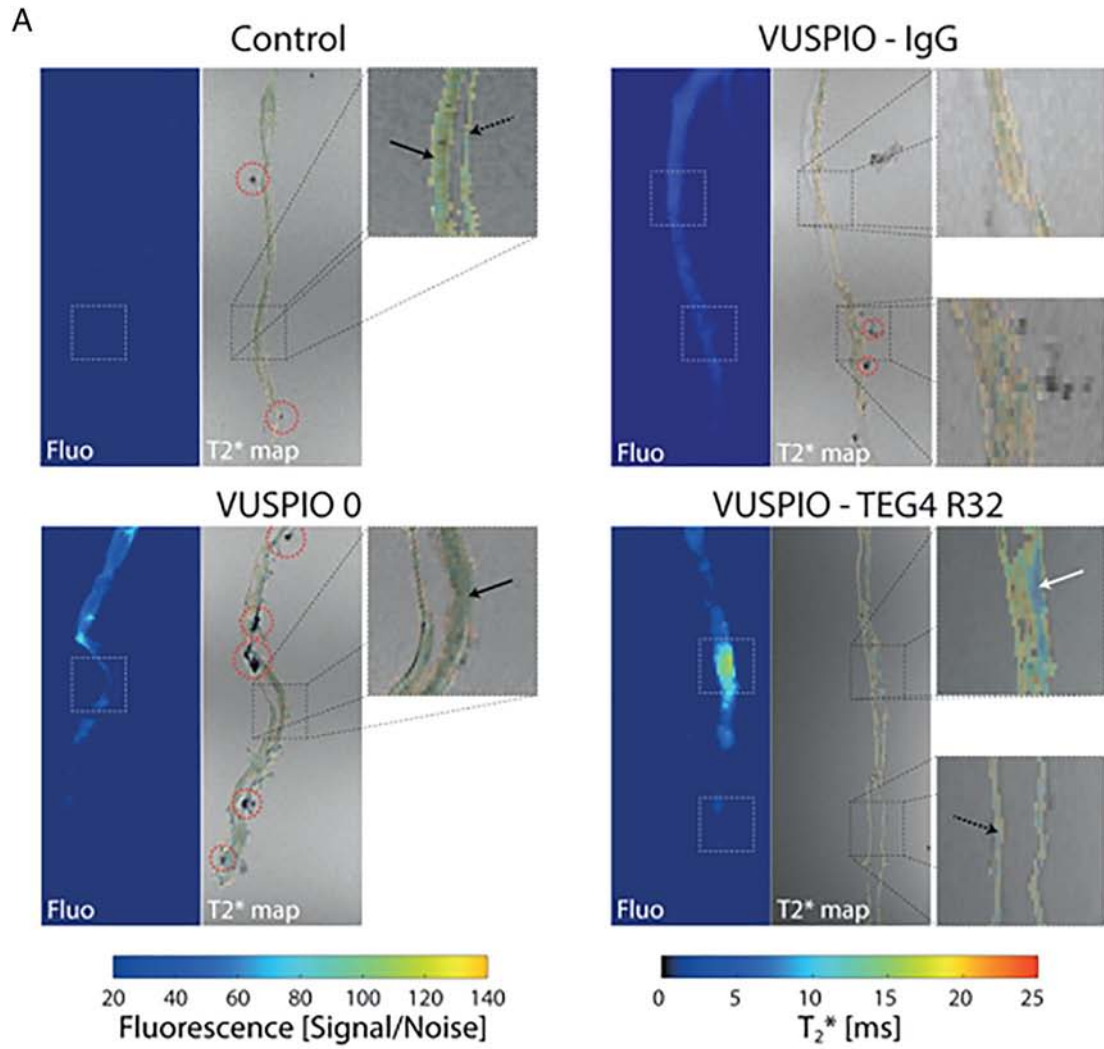 A
Control
VUSPIO - IgG
Fluo
T2* map
Fluo
T2* map
VUSPIO 0
VUSPIO - TEG4 R32
Fluo
T2* map
Fluo
T2* map
20 40 60 80 100 120 140
Fluorescence [Signal/Noise]
0 5 10 15 20 25
T₂* [ms]